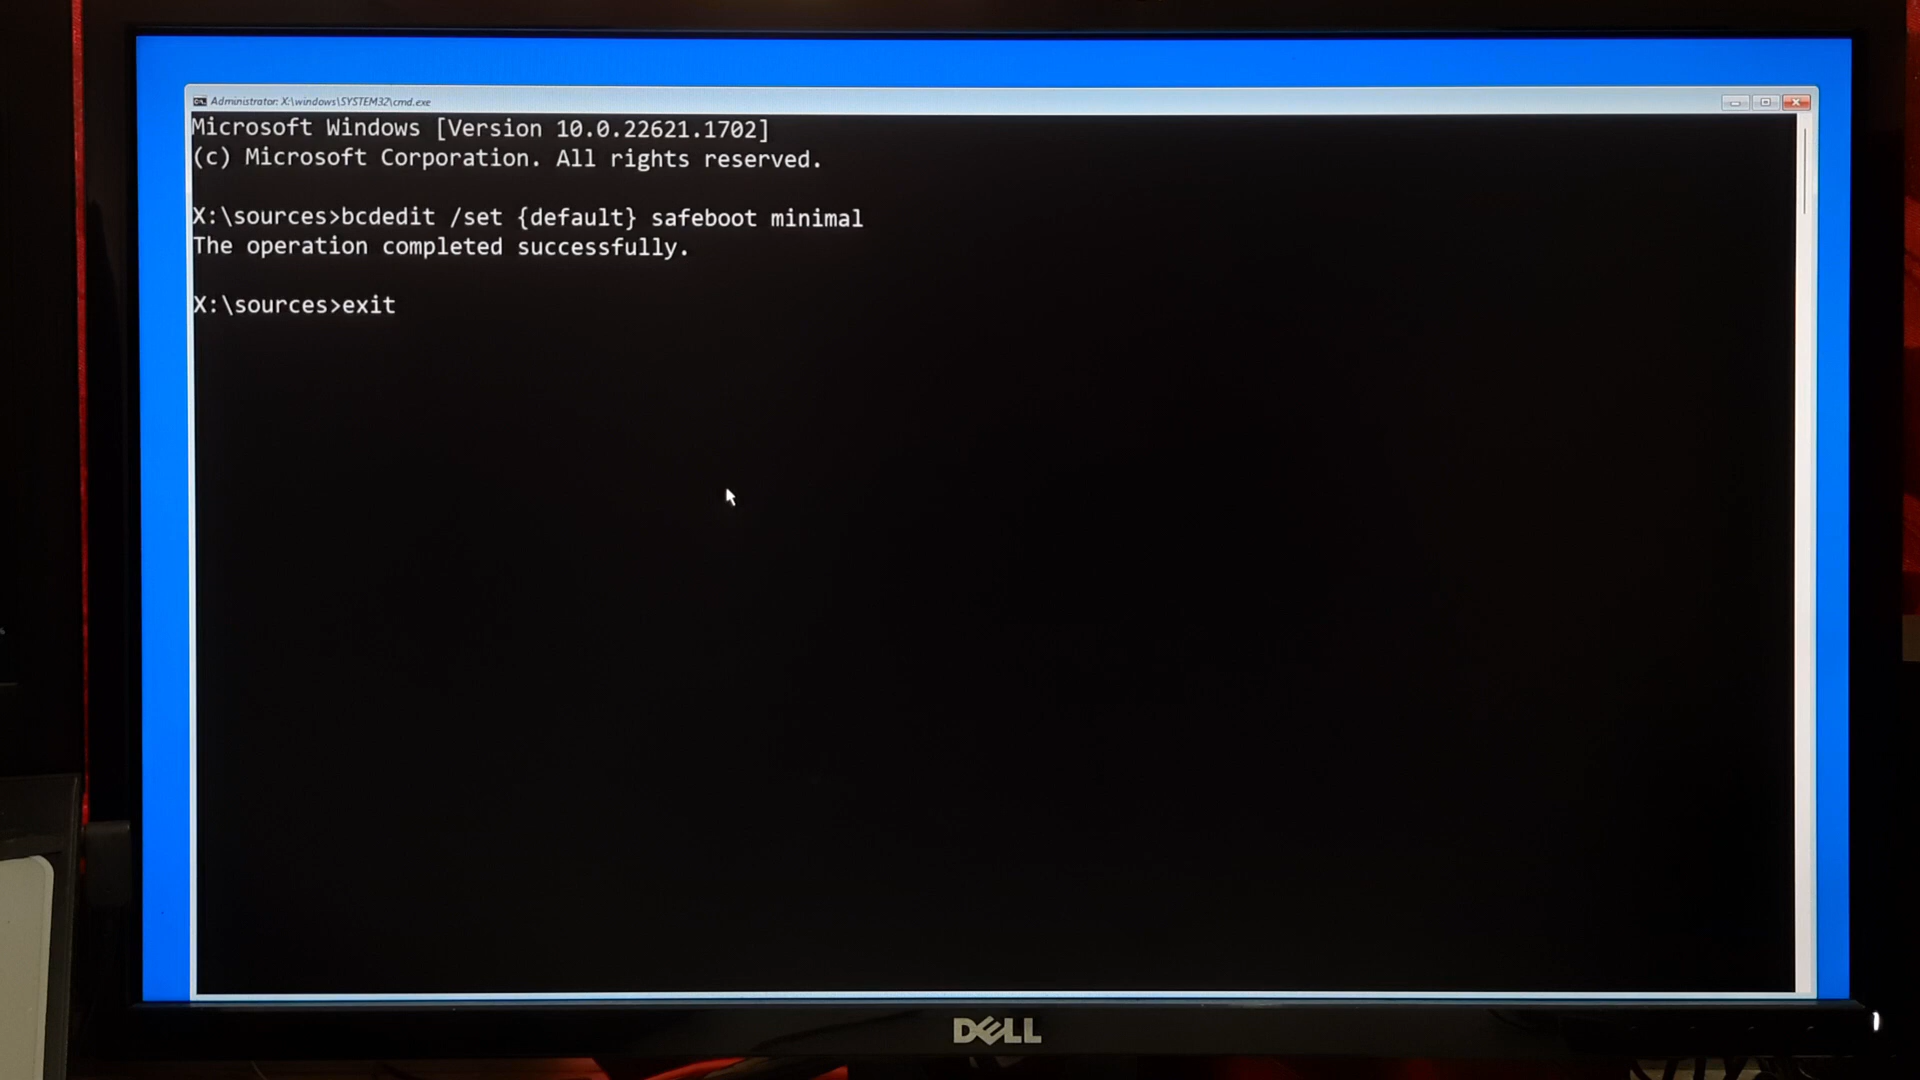 Administrator: X:\windows\SYSTEM32\cmd.exe
Microsoft Windows [Version 10.0.22621.1702]
(c) Microsoft Corporation. All rights reserved.
X:\sources>bcdedit /set {default} safeboot minimal
The operation completed successfully.
X:\sources>exit
DELL